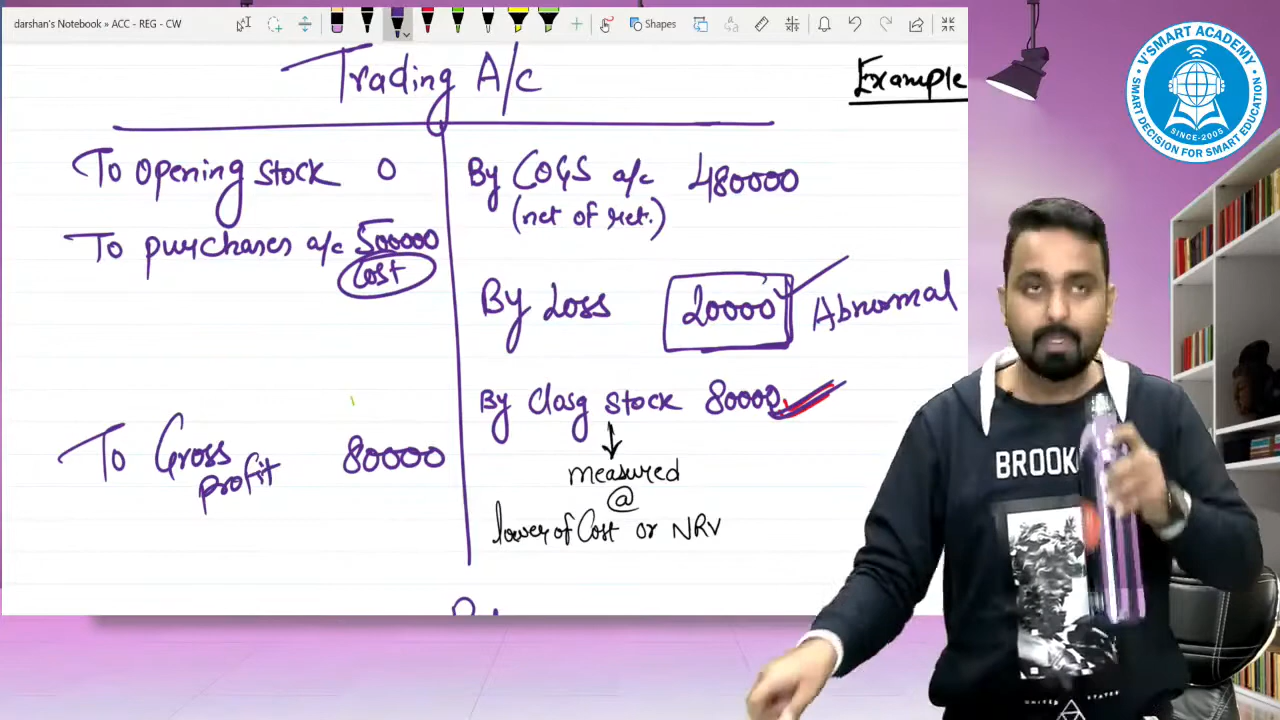 darshan's Notebook » ACC - REG - CW
Shapes
Trading A/c
Example
To opening stock 0
By COGS a/c 480000
(net of ret.)
To purchases a/c 500000
Cost
By Loss 20000 Abnormal
By Closg stock 80000
measured
@
lower of Cost or NRV
To Gross profit 80000
V'SMART ACADEMY
SMART DECISION FOR SMART EDUCATION
SINCE-2005
UNITED STATES